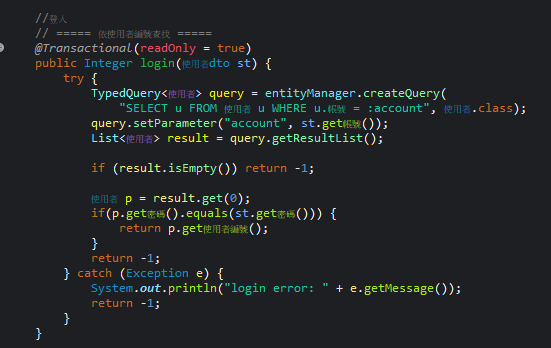 //登入
// ===== 依使用者編號查找 =====
@Transactional(readOnly = true)
public Integer login(使用者dto st) {
try {
TypedQuery<使用者> query = entityManager.createQuery(
"SELECT u FROM 使用者 u WHERE u.帳號 = :account", 使用者.class);
query.setParameter("account", st.get帳號());
List<使用者> result = query.getResultList();
if (result.isEmpty()) return -1;
使用者 p = result.get(0);
if(p.get密碼().equals(st.get密碼())) {
return p.get使用者編號();
}
return -1;
} catch (Exception e) {
System.out.println("login error: " + e.getMessage());
return -1;
}
}